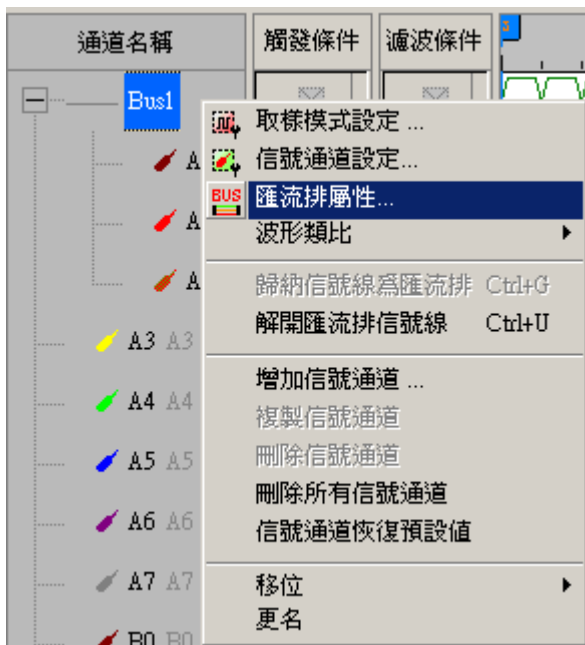 通道名稱 觸發條件 濾波條件
Bus1
取樣模式設定 ...
A 信號通道設定...
BUS 匯流排屬性...
A 波形類比
A 歸納信號線爲匯流排 Ctrl+G
解開匯流排信號線 Ctrl+U
A3 A3
增加信號通道 ...
A4 A4 複製信號通道
A5 A5 刪除信號通道
刪除所有信號通道
A6 A6 信號通道恢復預設值
A7 A7 移位
更名
B0 B0